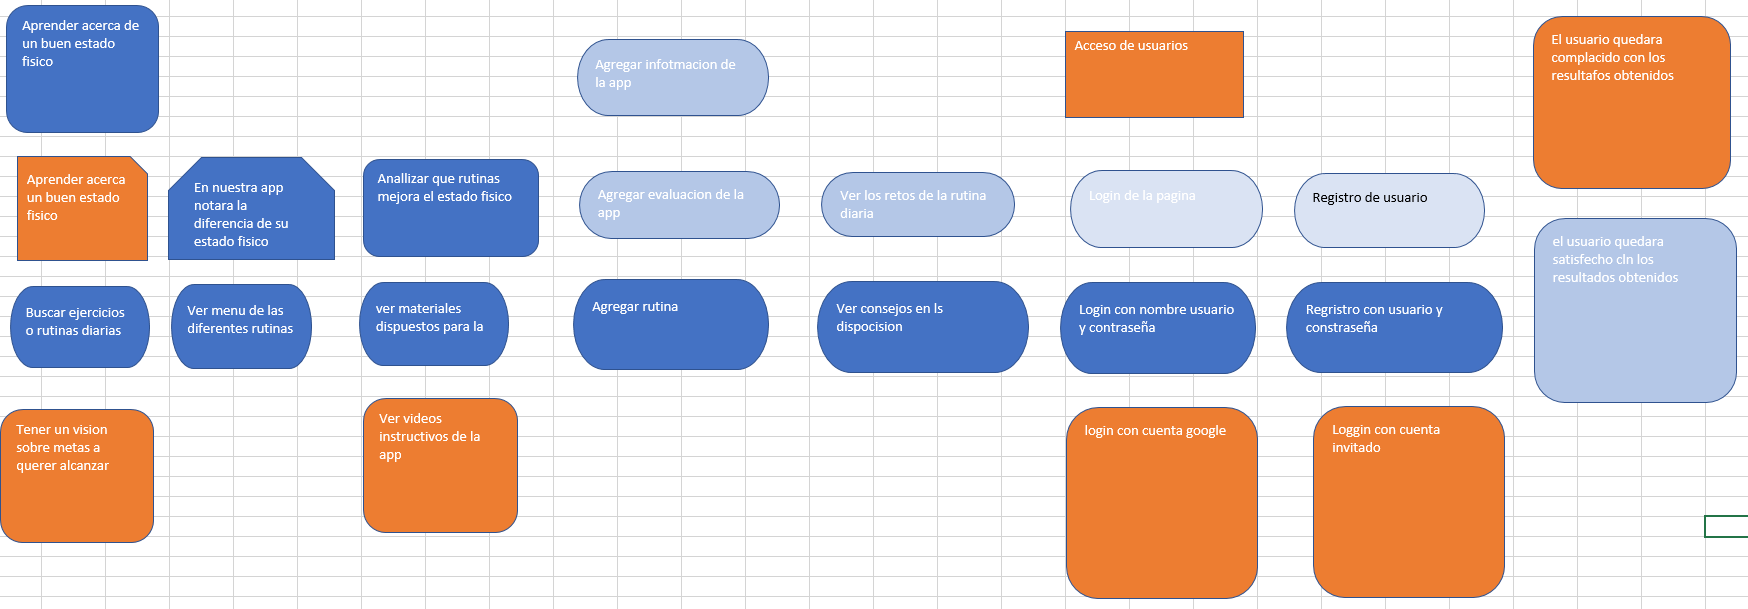 Aprender acerca de
un buen estado
fisico
Agregar infotmacion de
la app
Acceso de usuarios
El usuario quedara
complacido con los
resultafos obtenidos
Aprender acerca
un buen estado
fisico
En nuestra app
notara la
diferencia de su
estado fisico
Anallizar que rutinas
mejora el estado fisico
Agregar evaluacion de la
app
Ver los retos de la rutina
diaria
Login de la pagina
Registro de usuario
el usuario quedara
satisfecho cln los
resultados obtenidos
Buscar ejercicios
o rutinas diarias
Ver menu de las
diferentes rutinas
ver materiales
dispuestos para la
Agregar rutina
Ver consejos en ls
dispocision
Login con nombre usuario
y contraseña
Regristro con usuario y
constraseña
Tener un vision
sobre metas a
querer alcanzar
Ver videos
instructivos de la
app
login con cuenta google
Loggin con cuenta
invitado